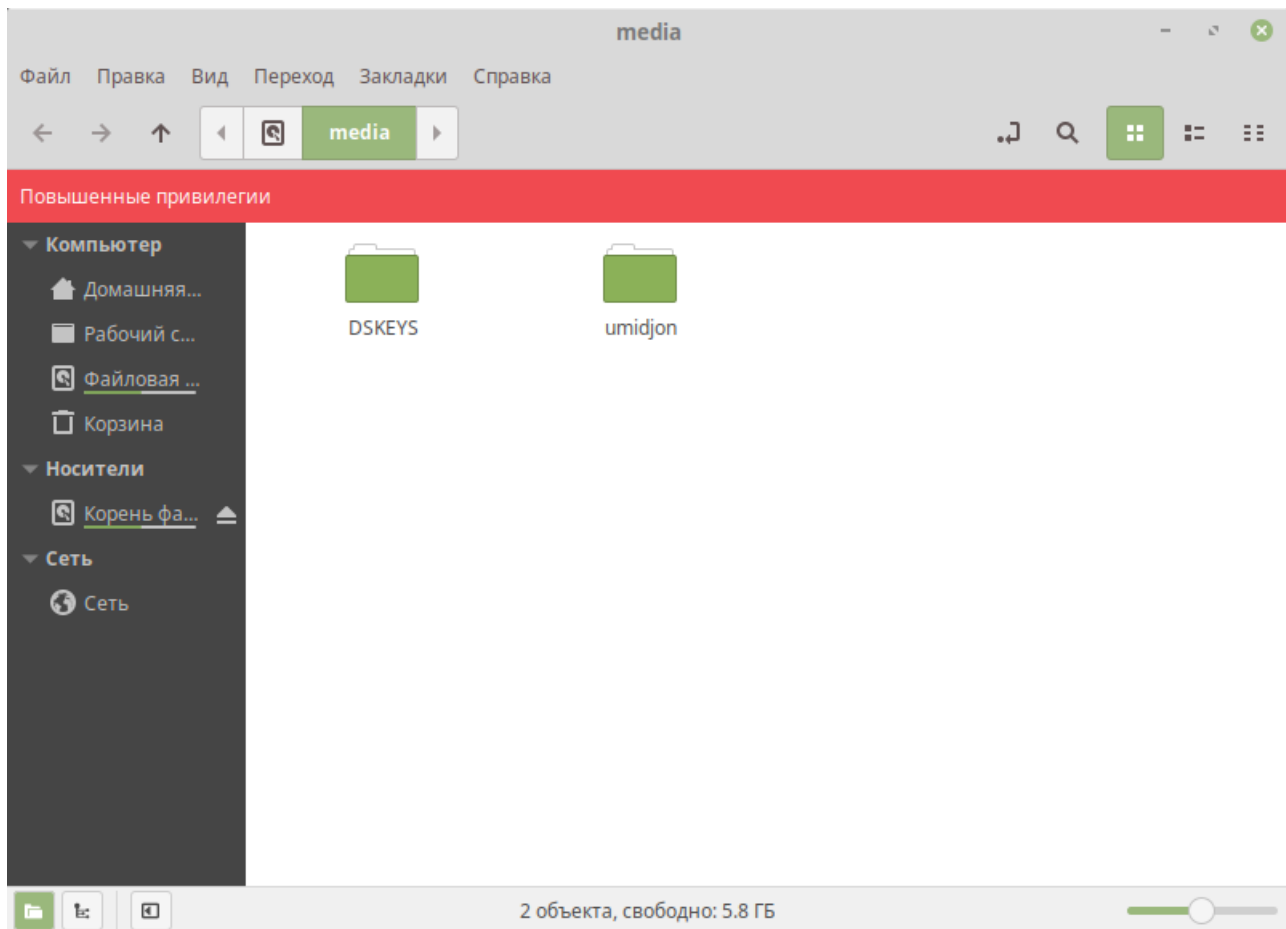 media
Файл Правка Вид Переход Закладки Справка
media
Повышенные привилегии
Компьютер
Домашняя...
Рабочий с...
Файловая ...
Корзина
Носители
Корень фа...
Сеть
Сеть
DSKEYS umidjon
2 объекта, свободно: 5.8 ГБ